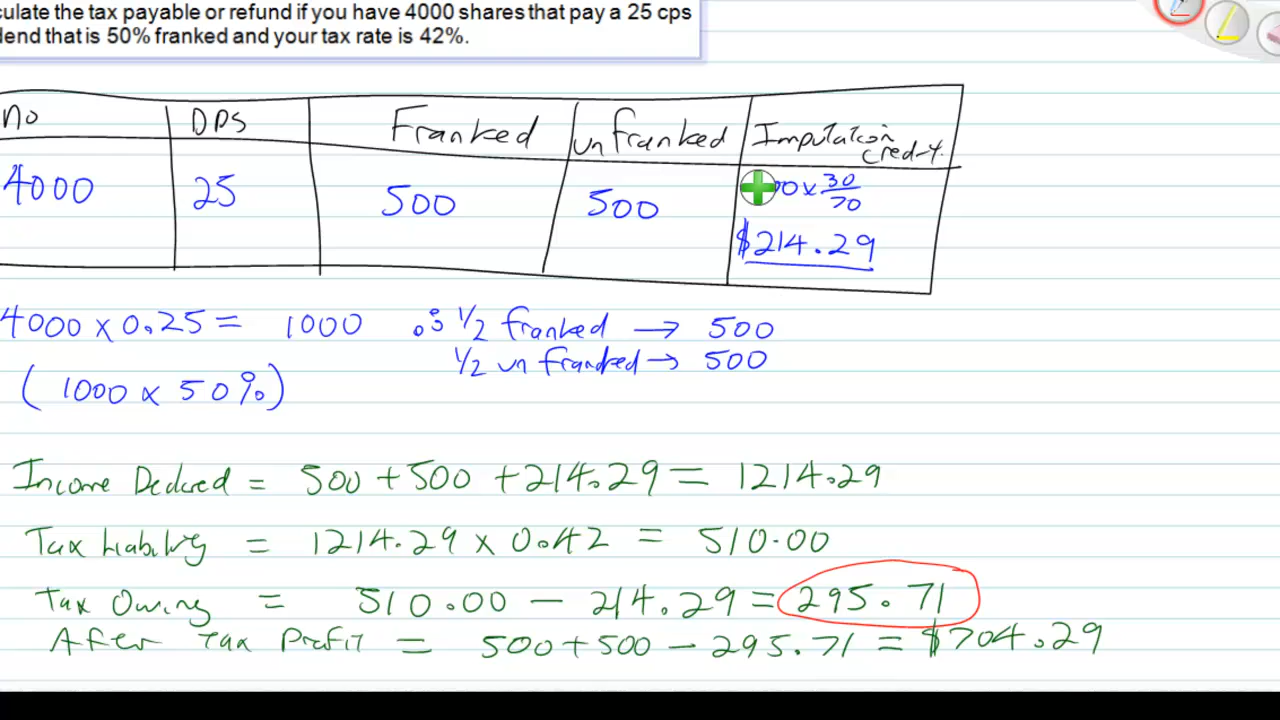 culate the tax payable or refund if you have 4000 shares that pay a 25 cps
dend that is 50% franked and your tax rate is 42%.
no DPS Franked unfranked Imputation Credit.
4000 25 500 500 00 × 30/70
$214.29
4000 × 0.25 = 1000 ∴ 1/2 franked → 500
1/2 un franked → 500
(1000 × 50%)
Income Declared = 500 + 500 + 214.29 = 1214.29
Tax Liability = 1214.29 × 0.42 = 510.00
Tax Owing = 510.00 − 214.29 = 295.71
After Tax Profit = 500 + 500 − 295.71 = $704.29